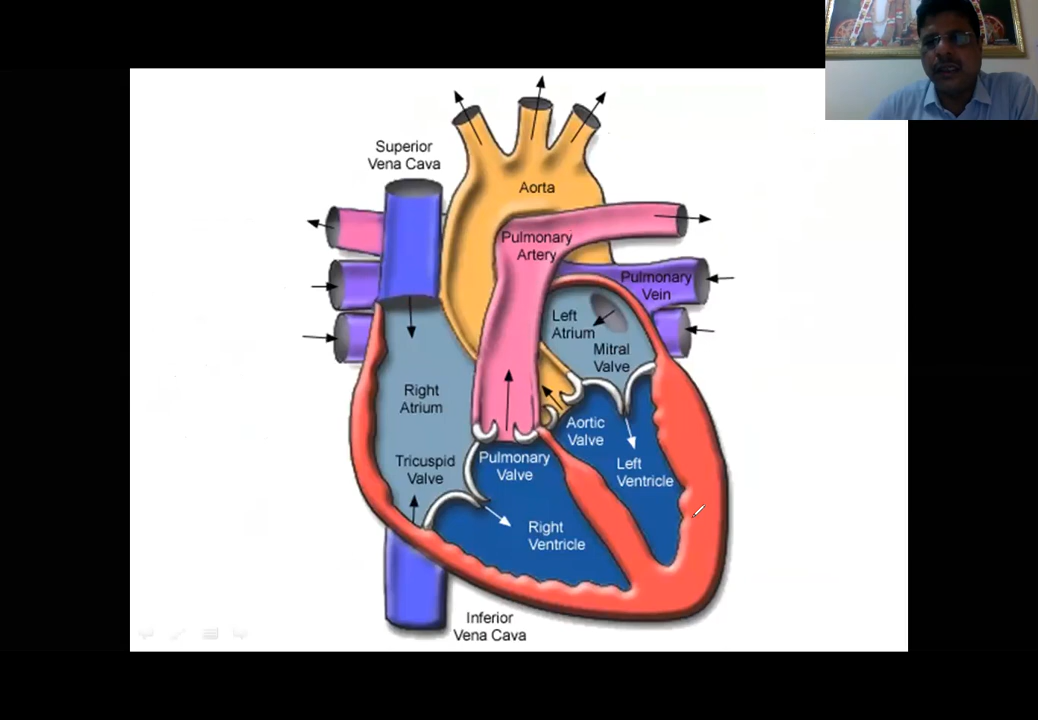 Superior
Vena Cava
Aorta
Pulmonary
Artery
Pulmonary
Vein
Left
Atrium
Mitral
Valve
Right
Atrium
Aortic
Valve
Tricuspid
Valve
Pulmonary
Valve
Left
Ventricle
Right
Ventricle
Inferior
Vena Cava